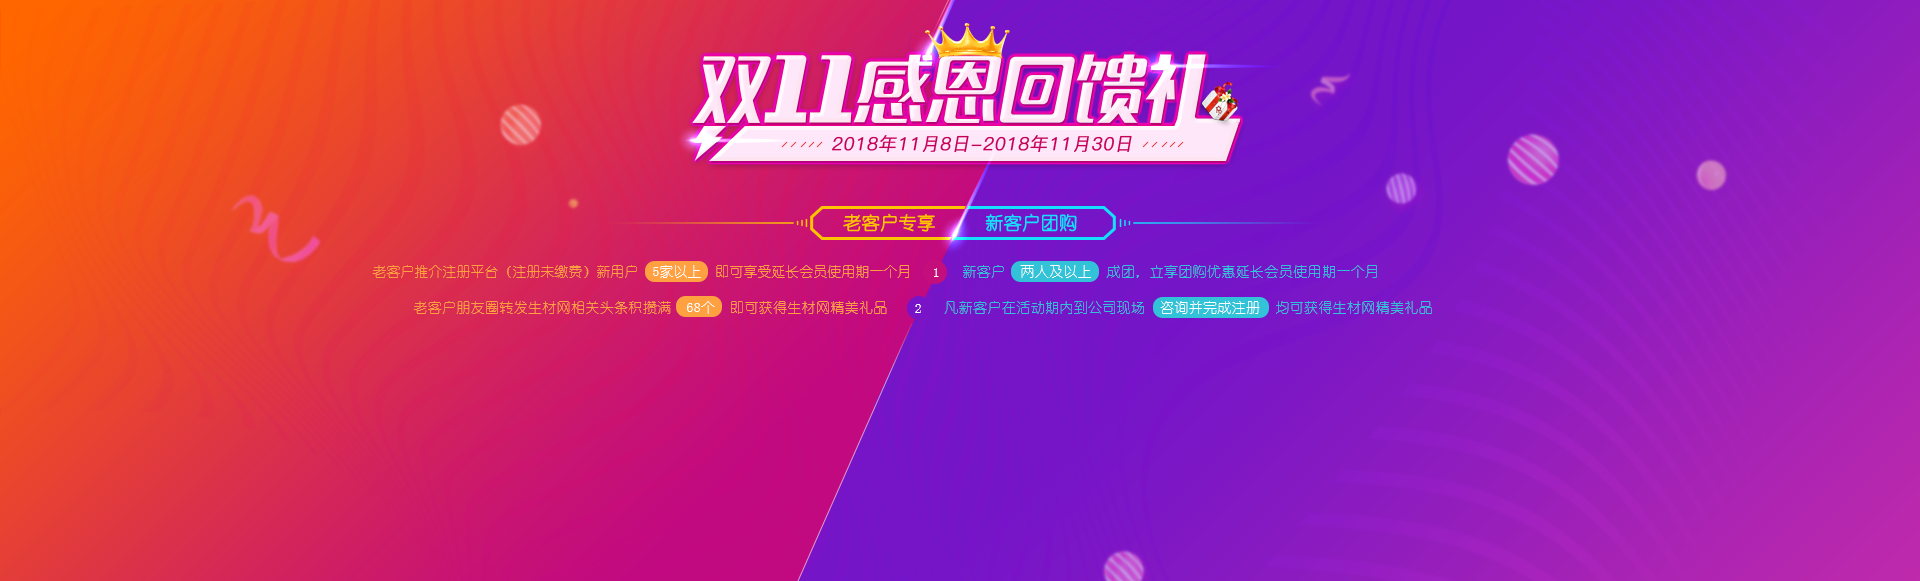 双11感恩回馈礼
2018年11月8日-2018年11月30日
老客户专享 新客户团购
老客户推介注册平台（注册未缴费）新用户 5家以上 即可享受延长会员使用期一个月 1 新客户 两人及以上 成团，立享团购优惠延长会员使用期一个月
老客户朋友圈转发生材网相关头条积攒满 68个 即可获得生材网精美礼品 2 凡新客户在活动期内到公司现场 咨询并完成注册 均可获得生材网精美礼品